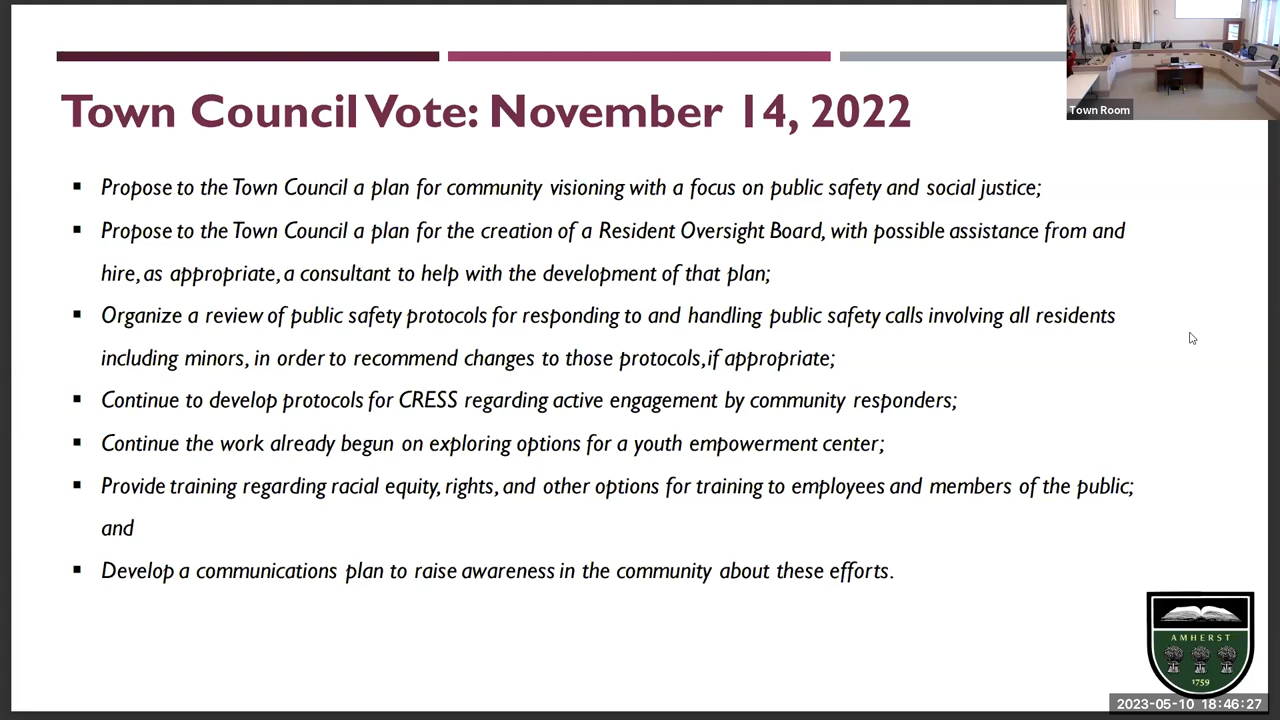 Town Room
Town Council Vote: November 14, 2022
▪ Propose to the Town Council a plan for community visioning with a focus on public safety and social justice;
▪ Propose to the Town Council a plan for the creation of a Resident Oversight Board, with possible assistance from and
hire, as appropriate, a consultant to help with the development of that plan;
▪ Organize a review of public safety protocols for responding to and handling public safety calls involving all residents
including minors, in order to recommend changes to those protocols, if appropriate;
▪ Continue to develop protocols for CRESS regarding active engagement by community responders;
▪ Continue the work already begun on exploring options for a youth empowerment center;
▪ Provide training regarding racial equity, rights, and other options for training to employees and members of the public;
and
▪ Develop a communications plan to raise awareness in the community about these efforts.
AMHERST
1759
2023-05-10 18:46:27